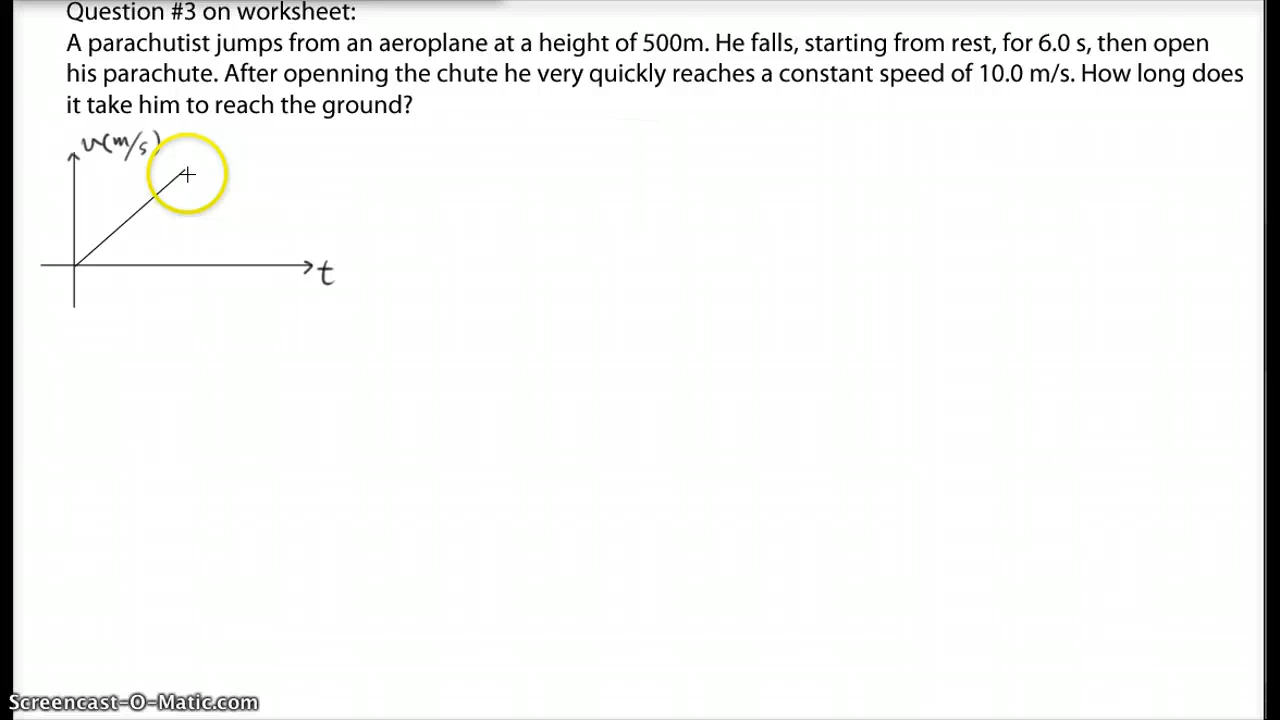 Question #3 on worksheet:
A parachutist jumps from an aeroplane at a height of 500m. He falls, starting from rest, for 6.0 s, then open
his parachute. After openning the chute he very quickly reaches a constant speed of 10.0 m/s. How long does
it take him to reach the ground?
v(m/s)
t
Screencast-O-Matic.com